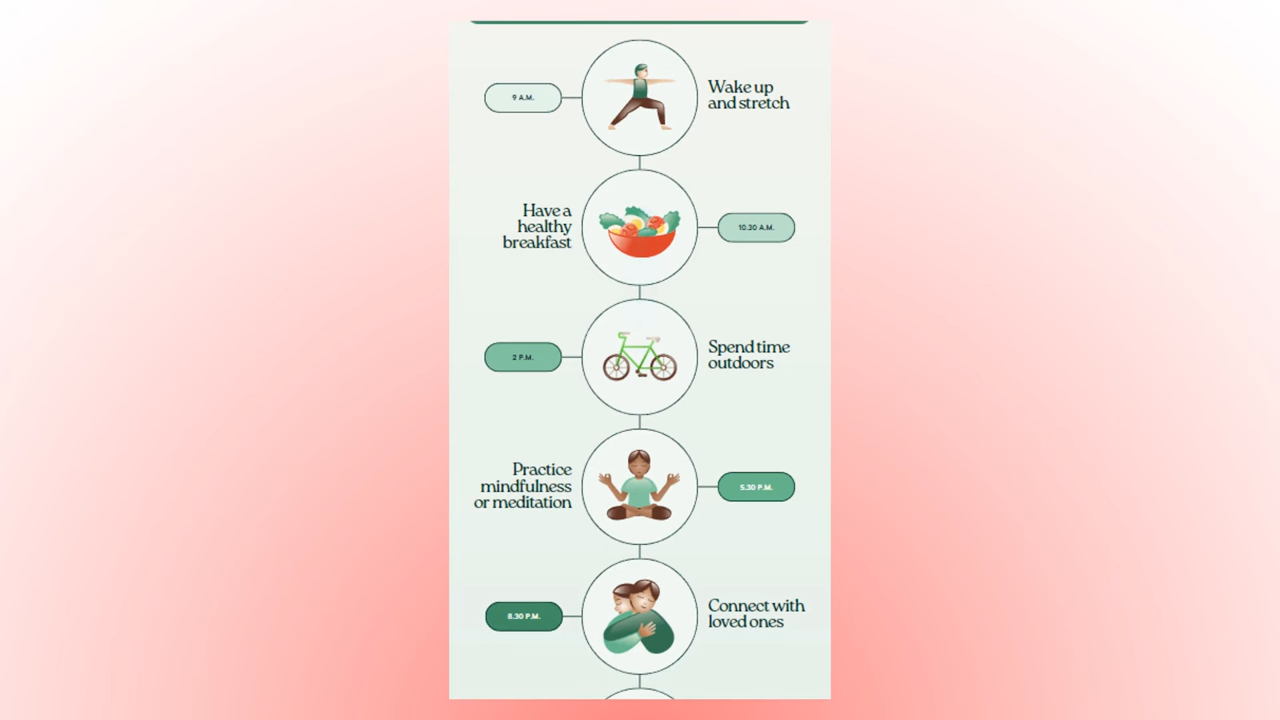 9 A.M.
Wake up
and stretch
Have a
healthy
breakfast
10.30 A.M.
2 P.M.
Spend time
outdoors
Practice
mindfulness
or meditation
5.30 P.M.
8.30 P.M.
Connect with
loved ones